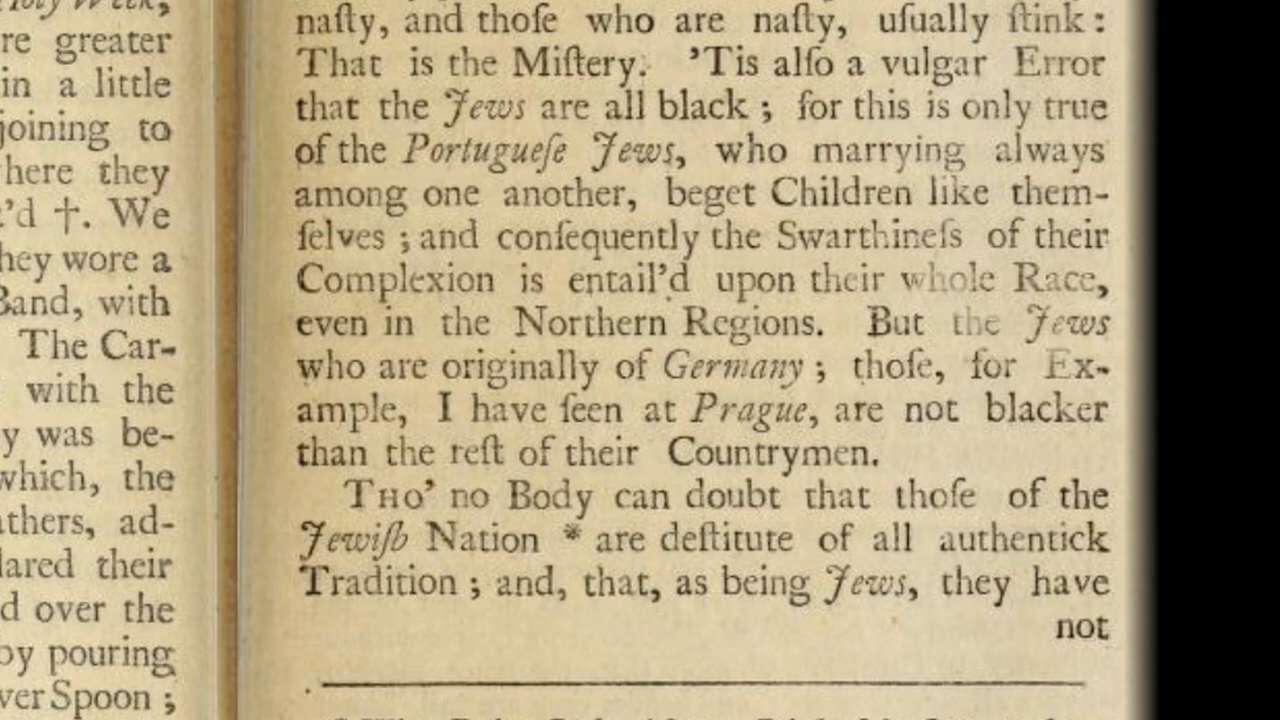 re greater
in a little
joining to
here they
'd †. We
hey wore a
Band, with
The Car-
with the
y was be-
which, the
athers, ad-
lared their
d over the
by pouring
ver Spoon ;
naſty, and thoſe who are naſty, uſually ſtink :
That is the Miſtery. 'Tis alſo a vulgar Error
that the Jews are all black ; for this is only true
of the Portugueſe Jews, who marrying always
among one another, beget Children like them-
ſelves ; and conſequently the Swarthineſs of their
Complexion is entail'd upon their whole Race,
even in the Northern Regions. But the Jews
who are originally of Germany ; thoſe, for Ex-
ample, I have ſeen at Prague, are not blacker
than the reſt of their Countrymen.
THO' no Body can doubt that thoſe of the
Jewiſh Nation * are deſtitute of all authentick
Tradition ; and, that, as being Jews, they have
not